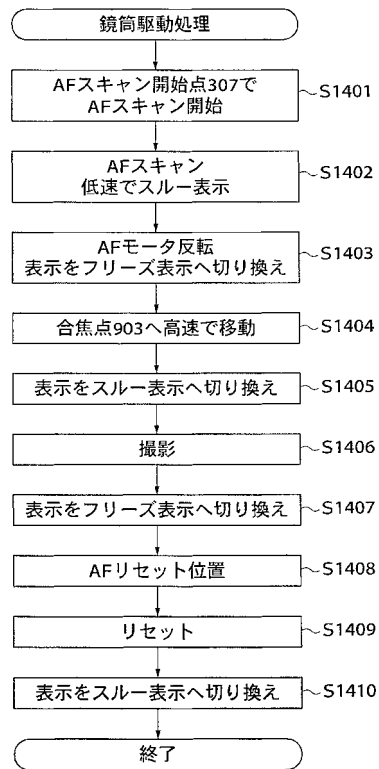 鏡筒駆動処理
AFスキャン開始点307で
AFスキャン開始
S1401
AFスキャン
低速でスルー表示
S1402
AFモータ反転
表示をフリーズ表示へ切り換え
S1403
合焦点903へ高速で移動
S1404
表示をスルー表示へ切り換え
S1405
撮影
S1406
表示をフリーズ表示へ切り換え
S1407
AFリセット位置
S1408
リセット
S1409
表示をスルー表示へ切り換え
S1410
終了